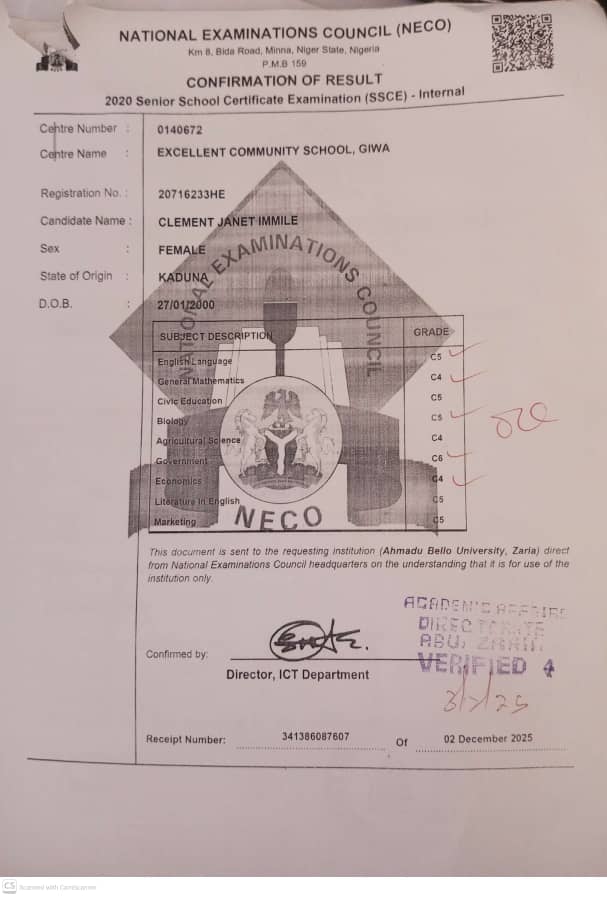 NATIONAL EXAMINATIONS COUNCIL (NECO)
Km 8, Bida Road, Minna, Niger State, Nigeria
P.M.B 159
CONFIRMATION OF RESULT
2020 Senior School Certificate Examination (SSCE) - Internal
Centre Number : 0140672
Centre Name : EXCELLENT COMMUNITY SCHOOL, GIWA
Registration No. : 20716233HE
Candidate Name : CLEMENT JANET IMMILE
Sex : FEMALE
State of Origin : KADUNA
D.O.B. : 27/01/2000
NATIONAL EXAMINATIONS COUNCIL
SUBJECT DESCRIPTION GRADE
English Language C5
General Mathematics C4
Civic Education C5
Biology C5
Agricultural Science C4
Government C6
Economics C4
Literature In English C5
Marketing C5
NECO
This document is sent to the requesting institution (Ahmadu Bello University, Zaria) direct
from National Examinations Council headquarters on the understanding that it is for use of the
institution only.
ACADEMIC AFFAIRS
DIRECTORATE
ABU, ZARIA
VERIFIED 4
Confirmed by:
Director, ICT Department
Receipt Number: 341386087607 Of 02 December 2025
CS Scanned with CamScanner